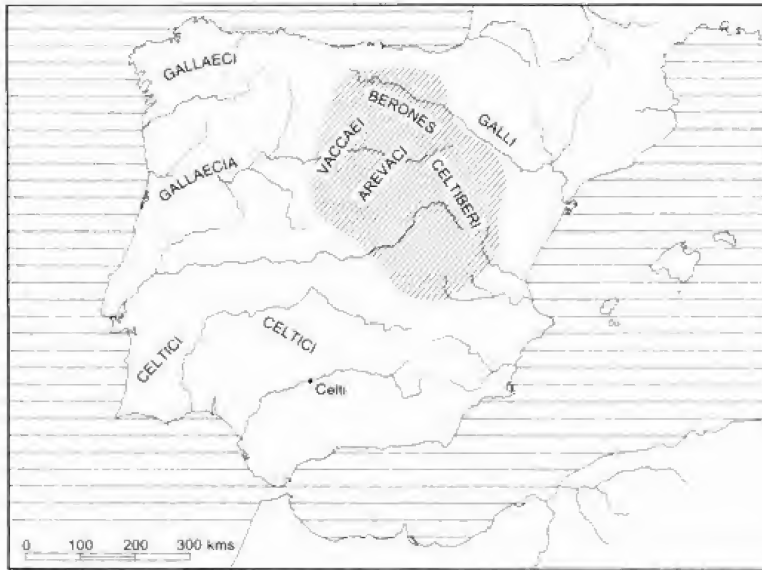 GALLAECI
BERONES
GALLI
VACCAEI
AREVACI
CELTIBERI
GALLAECIA
CELTICI
CELTICI
Celti
0 100 200 300 kms